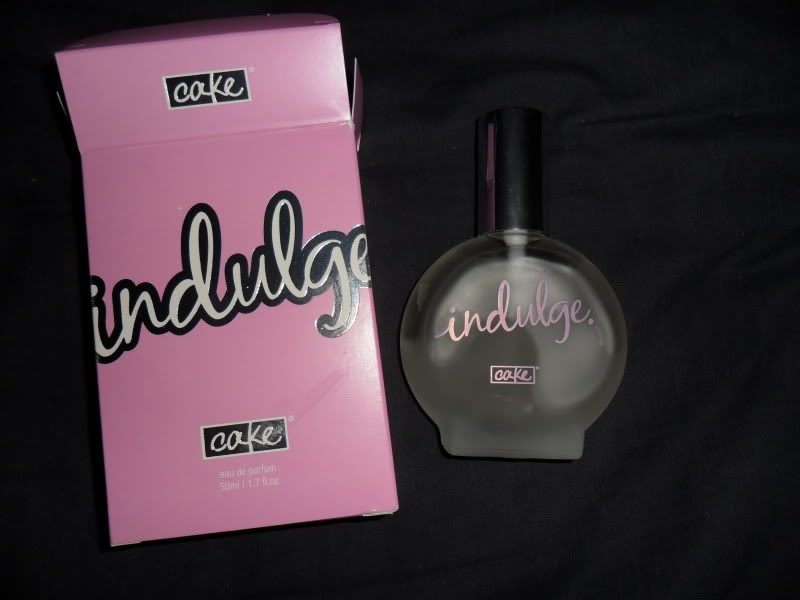 cake®
indulge
cake®
eau de parfum
50ml / 1.7 fl.oz
indulge.
cake